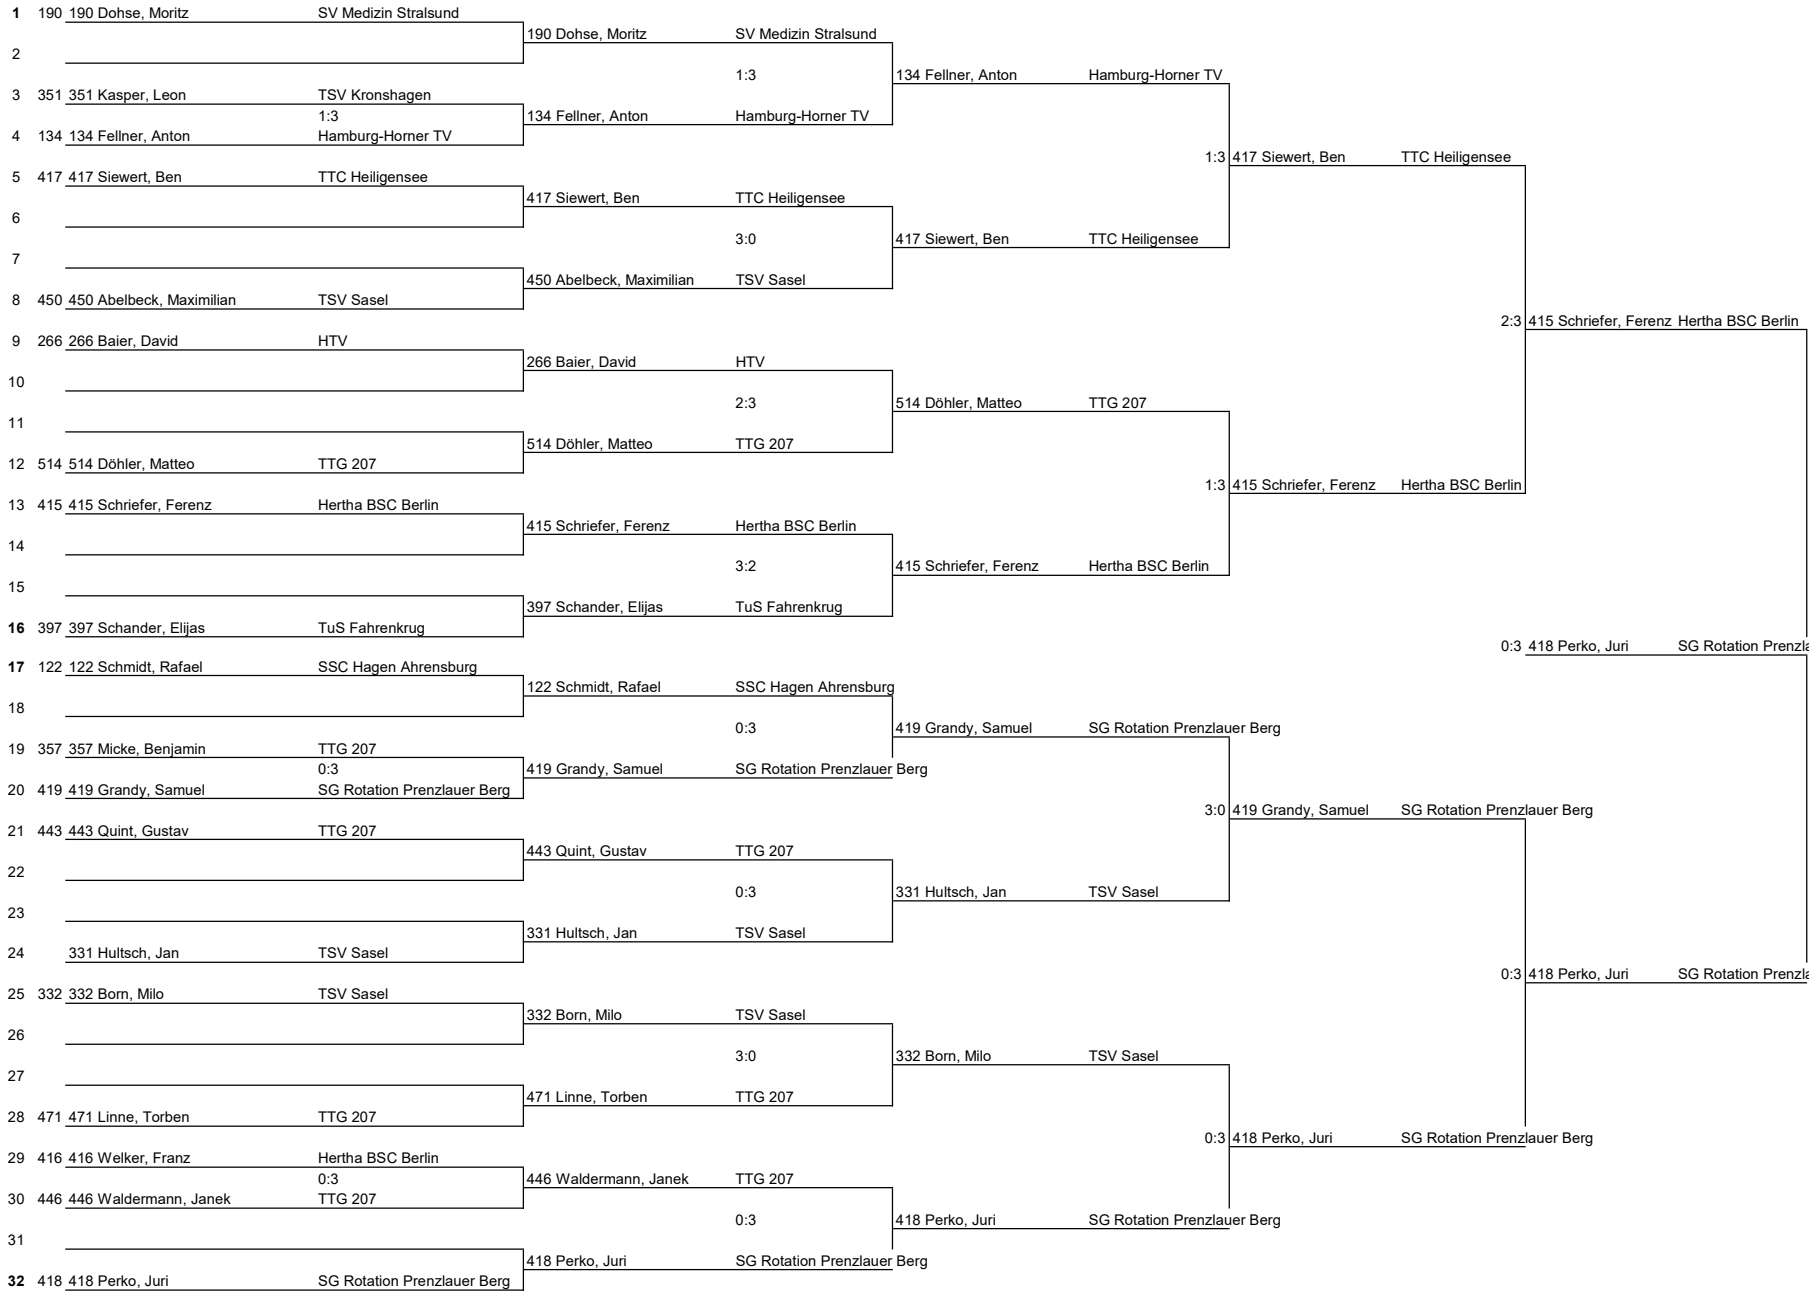 1 190 190 Dohse, Moritz SV Medizin Stralsund
190 Dohse, Moritz SV Medizin Stralsund
2
1:3 134 Fellner, Anton Hamburg-Horner TV
3 351 351 Kasper, Leon TSV Kronshagen
1:3 134 Fellner, Anton Hamburg-Horner TV
4 134 134 Fellner, Anton Hamburg-Horner TV
1:3 417 Siewert, Ben TTC Heiligensee
5 417 417 Siewert, Ben TTC Heiligensee
417 Siewert, Ben TTC Heiligensee
6
3:0 417 Siewert, Ben TTC Heiligensee
7
450 Abelbeck, Maximilian TSV Sasel
8 450 450 Abelbeck, Maximilian TSV Sasel
2:3 415 Schriefer, Ferenz Hertha BSC Berlin
9 266 266 Baier, David HTV
266 Baier, David HTV
10
2:3 514 Döhler, Matteo TTG 207
11
514 Döhler, Matteo TTG 207
12 514 514 Döhler, Matteo TTG 207
1:3 415 Schriefer, Ferenz Hertha BSC Berlin
13 415 415 Schriefer, Ferenz Hertha BSC Berlin
415 Schriefer, Ferenz Hertha BSC Berlin
14
3:2 415 Schriefer, Ferenz Hertha BSC Berlin
15
397 Schander, Elijas TuS Fahrenkrug
16 397 397 Schander, Elijas TuS Fahrenkrug
0:3 418 Perko, Juri SG Rotation Prenzla
17 122 122 Schmidt, Rafael SSC Hagen Ahrensburg
122 Schmidt, Rafael SSC Hagen Ahrensburg
18
0:3 419 Grandy, Samuel SG Rotation Prenzlauer Berg
19 357 357 Micke, Benjamin TTG 207
0:3 419 Grandy, Samuel SG Rotation Prenzlauer Berg
20 419 419 Grandy, Samuel SG Rotation Prenzlauer Berg
3:0 419 Grandy, Samuel SG Rotation Prenzlauer Berg
21 443 443 Quint, Gustav TTG 207
443 Quint, Gustav TTG 207
22
0:3 331 Hultsch, Jan TSV Sasel
23
331 Hultsch, Jan TSV Sasel
24 331 Hultsch, Jan TSV Sasel
0:3 418 Perko, Juri SG Rotation Prenzla
25 332 332 Born, Milo TSV Sasel
332 Born, Milo TSV Sasel
26
3:0 332 Born, Milo TSV Sasel
27
471 Linne, Torben TTG 207
28 471 471 Linne, Torben TTG 207
0:3 418 Perko, Juri SG Rotation Prenzlauer Berg
29 416 416 Welker, Franz Hertha BSC Berlin
0:3 446 Waldermann, Janek TTG 207
30 446 446 Waldermann, Janek TTG 207
0:3 418 Perko, Juri SG Rotation Prenzlauer Berg
31
418 Perko, Juri SG Rotation Prenzlauer Berg
32 418 418 Perko, Juri SG Rotation Prenzlauer Berg